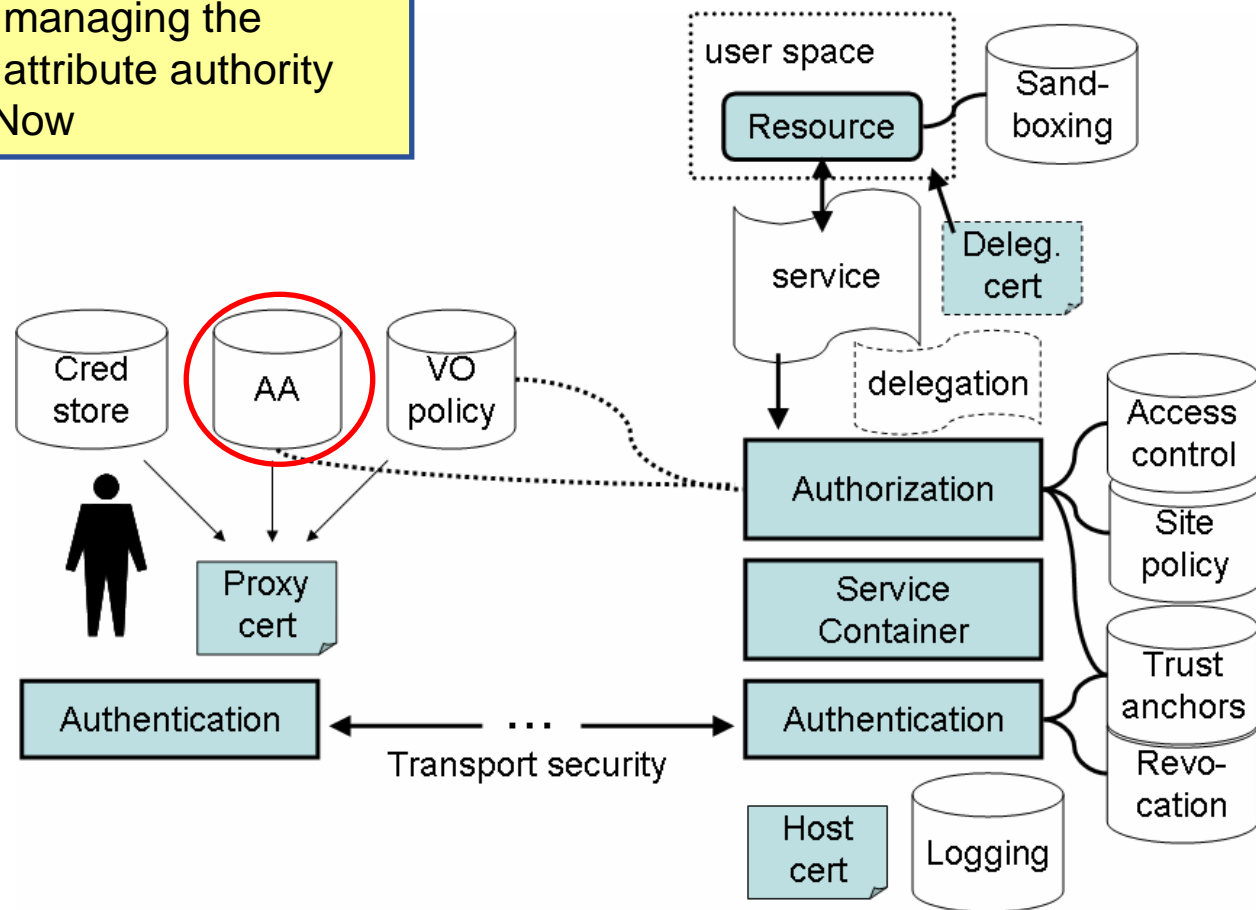 managing the
attribute authority
Now
user space
Resource
Sand-
boxing
service
Deleg.
cert
delegation
Cred
store
AA
VO
policy
Access
control
Authorization
Site
policy
Proxy
cert
Service
Container
Trust
anchors
Authentication
...
Authentication
Transport security
Revo-
cation
Host
cert
Logging